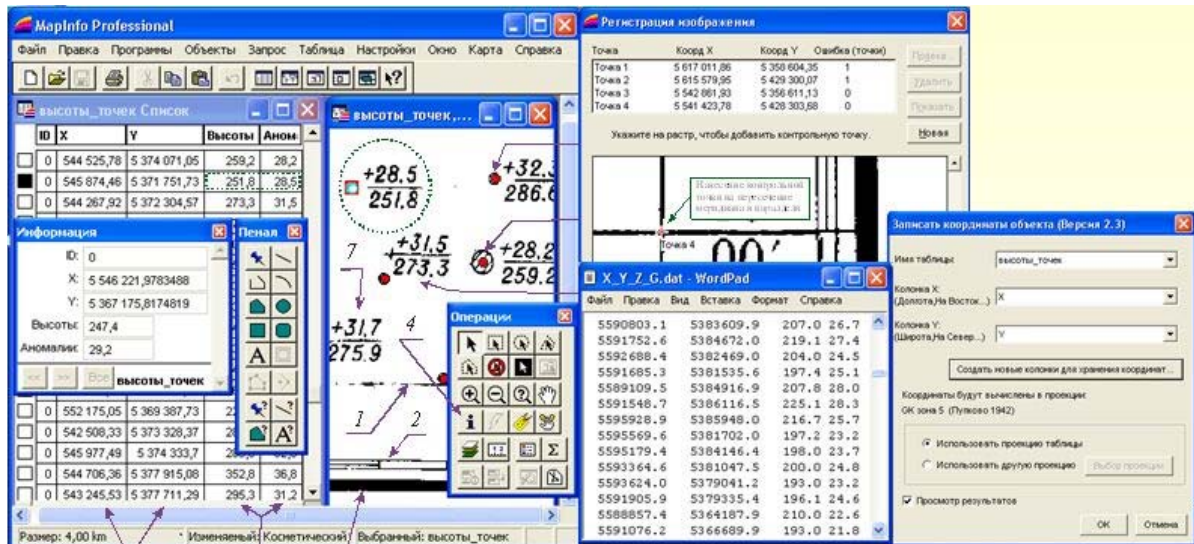 MapInfo Professional
Файл Правка Программы Объекты Запрос Таблица Настройки Окно Карта Справка
высоты_точек Список
ID X Y Высоты Аном
0 544 525,78 5 374 071,05 259,2 28,2
0 545 874,46 5 371 751,73 251,8 28,5
0 544 267,92 5 372 304,57 273,3 31,5
Информация
ID: 0
X: 5 546 221,9783488
Y: 5 367 175,8174819
Высоты: 247,4
Аномалии: 29,2
<< >> Все высоты_точек
0 552 175,05 5 369 387,73
0 542 508,33 5 373 328,37
0 545 977,49 5 374 333,7
0 544 706,36 5 377 915,08 352,8 36,8
0 543 245,53 5 377 711,29 295,3 31,2
Пенал
высоты_точек,...
+28.5
251.8
+32.3
286.6
+31.5
273.3
+28.2
259.2
7
4
+31.7
275.9
1
2
Операции
Размер: 4,00 km Изменяемый: Косметический Выбранный: высоты_точек
Регистрация изображения
Точка Коорд X Коорд Y Ошибка (точки)
Точка 1 5 617 011,86 5 358 604,35 1
Точка 2 5 615 579,95 5 429 300,07 1
Точка 3 5 542 861,93 5 356 611,13 0
Точка 4 5 541 423,78 5 428 303,68 0
Правка...
Удалить
Показать
Новая
Укажите на растр, чтобы добавить контрольную точку.
Нанесение контрольной
точки на пересечение
меридиана и параллели
Точка 4
00'
X_Y_Z_G.dat - WordPad
Файл Правка Вид Вставка Формат Справка
5590803.1 5383609.9 207.0 26.7
5591752.6 5384672.0 219.1 27.4
5592688.4 5382469.0 204.0 24.5
5591685.3 5381535.6 197.4 25.1
5589109.5 5384916.9 207.8 28.0
5591548.7 5386116.5 225.1 28.3
5595928.9 5385948.0 216.7 25.7
5595569.6 5381702.0 197.2 23.2
5595179.4 5384146.4 198.0 23.7
5593364.6 5381047.5 200.0 24.8
5593624.0 5379041.2 193.0 23.2
5591905.9 5379335.4 196.1 24.6
5588857.4 5364187.9 210.0 22.6
5591076.2 5366689.9 193.0 21.8
Записать координаты объекта (Версия 2.3)
Имя таблицы: высоты_точек
Колонка X:
(Долгота,На Восток...) X
Колонка Y:
(Широта,На Север...) Y
Создать новые колонки для хранения координат...
Координаты будут вычислены в проекции:
GK зона 5 (Пулково 1942)
Использовать проекцию таблицы
Использовать другую проекцию Выбор проекции
Просмотр результатов
OK Отмена